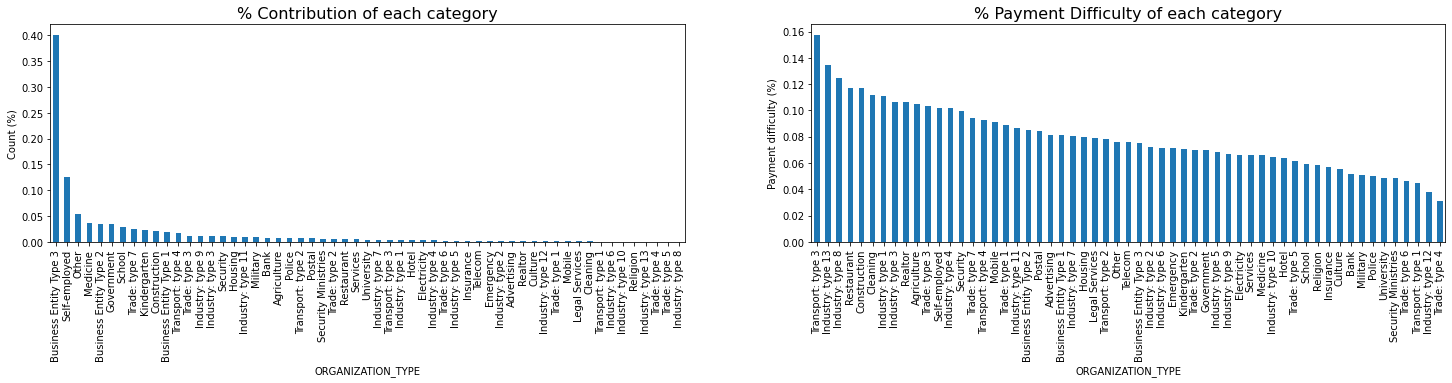 % Contribution of each category
Count (%)
0.40
0.35
0.30
0.25
0.20
0.15
0.10
0.05
0.00
Business Entity Type 3
Self-employed
Other
Medicine
Business Entity Type 2
Government
School
Trade: type 7
Kindergarten
Construction
Business Entity Type 1
Transport: type 4
Trade: type 3
Industry: type 9
Industry: type 3
Security
Housing
Industry: type 11
Military
Bank
Agriculture
Police
Transport: type 2
Postal
Security Ministries
Trade: type 2
Restaurant
Services
University
Industry: type 7
Transport: type 3
Industry: type 1
Hotel
Electricity
Industry: type 4
Trade: type 6
Industry: type 5
Insurance
Telecom
Emergency
Industry: type 2
Advertising
Realtor
Culture
Industry: type 12
Trade: type 1
Mobile
Legal Services
Cleaning
Transport: type 1
Industry: type 6
Industry: type 10
Religion
Industry: type 13
Trade: type 4
Trade: type 5
Industry: type 8
ORGANIZATION_TYPE
% Payment Difficulty of each category
Payment difficulty (%)
0.16
0.14
0.12
0.10
0.08
0.06
0.04
0.02
0.00
Transport: type 3
Industry: type 13
Industry: type 8
Restaurant
Construction
Cleaning
Industry: type 1
Industry: type 3
Realtor
Agriculture
Trade: type 3
Self-employed
Industry: type 4
Security
Trade: type 7
Transport: type 4
Mobile
Trade: type 1
Industry: type 11
Business Entity Type 2
Postal
Advertising
Business Entity Type 1
Industry: type 7
Housing
Legal Services
Transport: type 2
Other
Telecom
Business Entity Type 3
Industry: type 2
Industry: type 6
Emergency
Kindergarten
Trade: type 2
Government
Industry: type 5
Industry: type 9
Electricity
Services
Medicine
Industry: type 10
Hotel
Trade: type 5
School
Religion
Insurance
Culture
Bank
Military
Police
University
Security Ministries
Trade: type 6
Transport: type 1
Industry: type 12
Trade: type 4
ORGANIZATION_TYPE